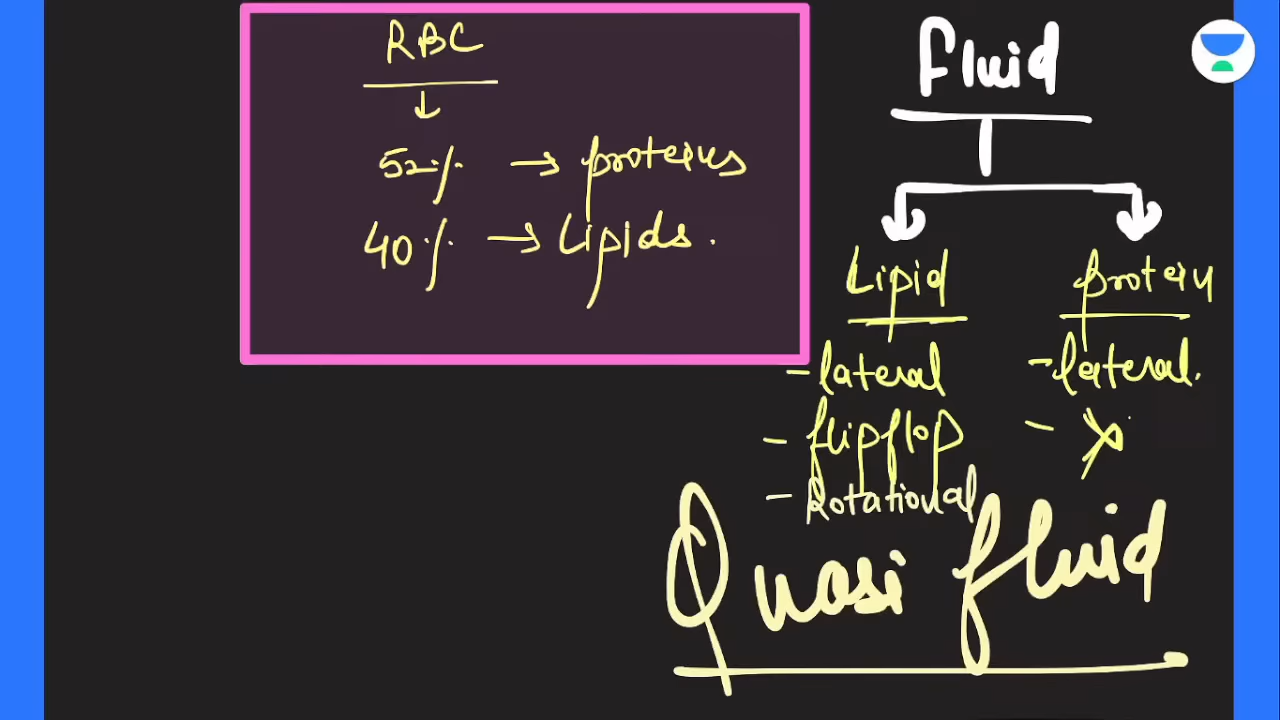 RBC
52% → proteins
40% → Lipids.
Fluid
Lipid
- lateral
- flipflop
- Rotational
protein
- lateral.
- X
Quasi fluid